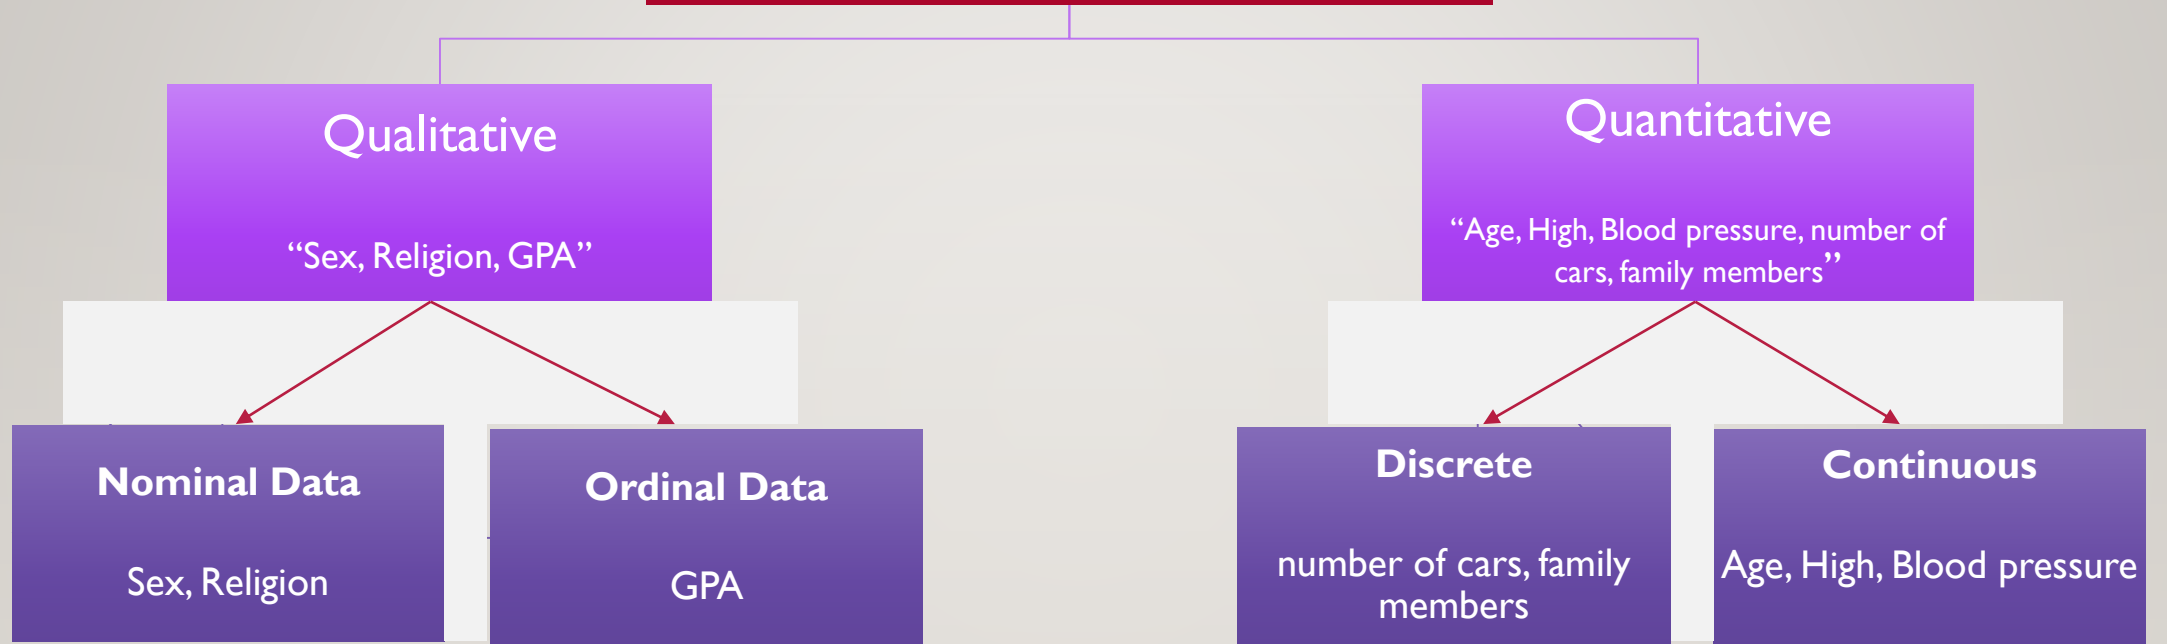 Qualitative
“Sex, Religion, GPA”
Quantitative
“Age, High, Blood pressure, number of
cars, family members”
Nominal Data
Sex, Religion
Ordinal Data
GPA
Discrete
number of cars, family
members
Continuous
Age, High, Blood pressure